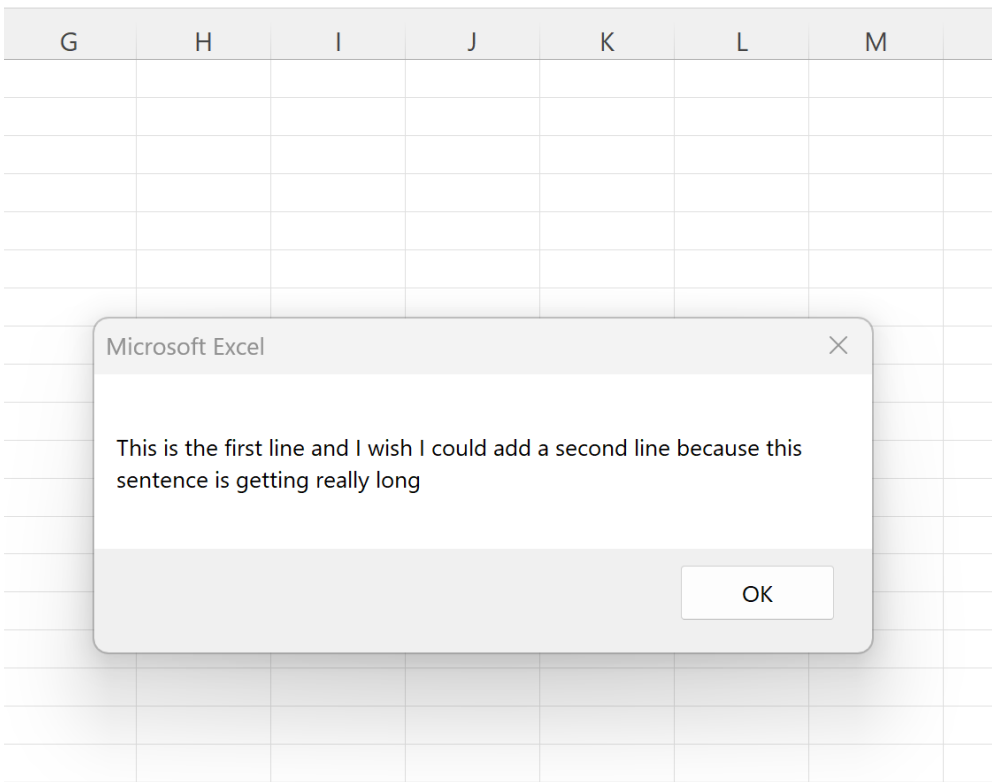 G H I J K L M
Microsoft Excel
This is the first line and I wish I could add a second line because this
sentence is getting really long
OK